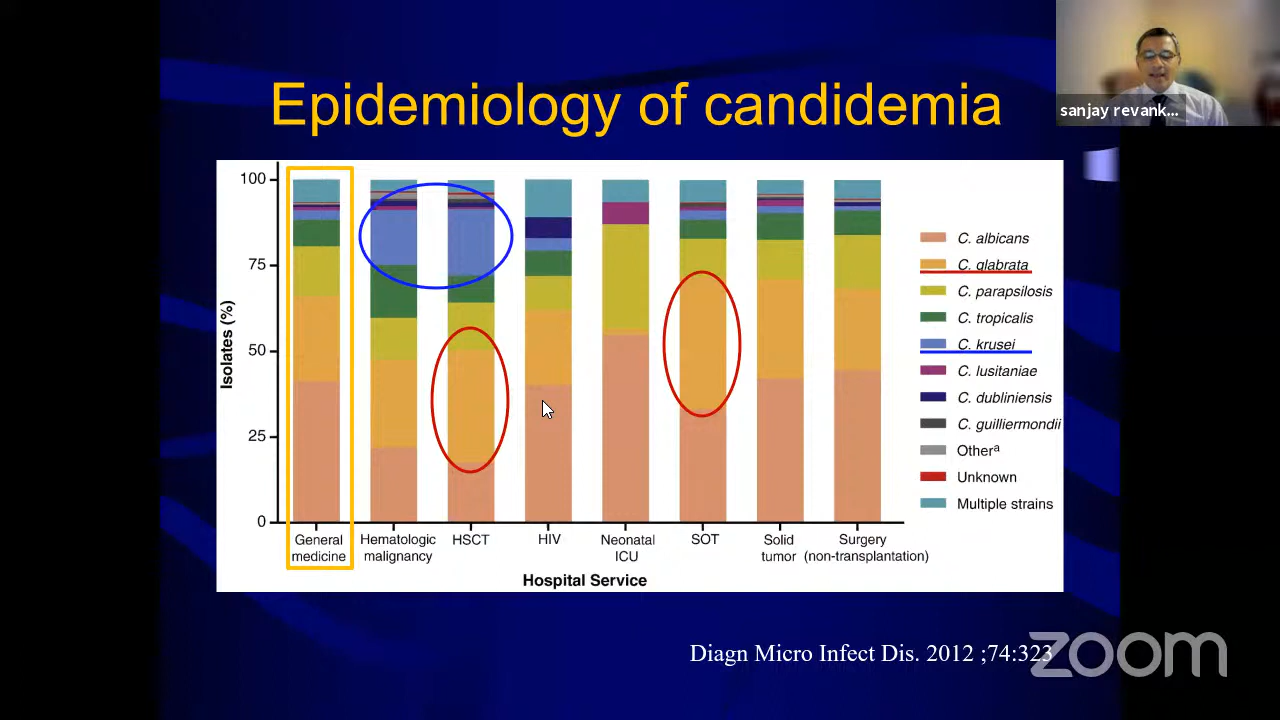 Epidemiology of candidemia
sanjay revank...
100
75
50
25
0
Isolates (%)
C. albicans
C. glabrata
C. parapsilosis
C. tropicalis
C. krusei
C. lusitaniae
C. dubliniensis
C. guilliermondii
Otherᵃ
Unknown
Multiple strains
General medicine
Hematologic malignancy
HSCT
HIV
Neonatal ICU
SOT
Solid tumor
Surgery (non-transplantation)
Hospital Service
Diagn Micro Infect Dis. 2012 ;74:323
zoom